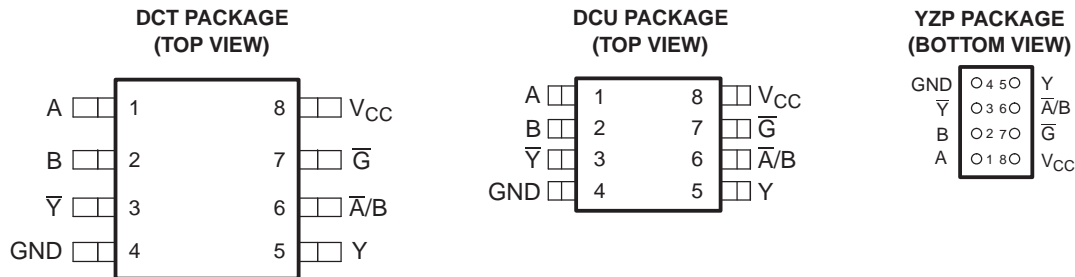 DCT PACKAGE
(TOP VIEW)
A 1 8 VCC
B 2 7 G̅
Y̅ 3 6 A̅/B
GND 4 5 Y
DCU PACKAGE
(TOP VIEW)
A 1 8 VCC
B 2 7 G̅
Y̅ 3 6 A̅/B
GND 4 5 Y
YZP PACKAGE
(BOTTOM VIEW)
GND 4 5 Y
Y̅ 3 6 A̅/B
B 2 7 G̅
A 1 8 VCC